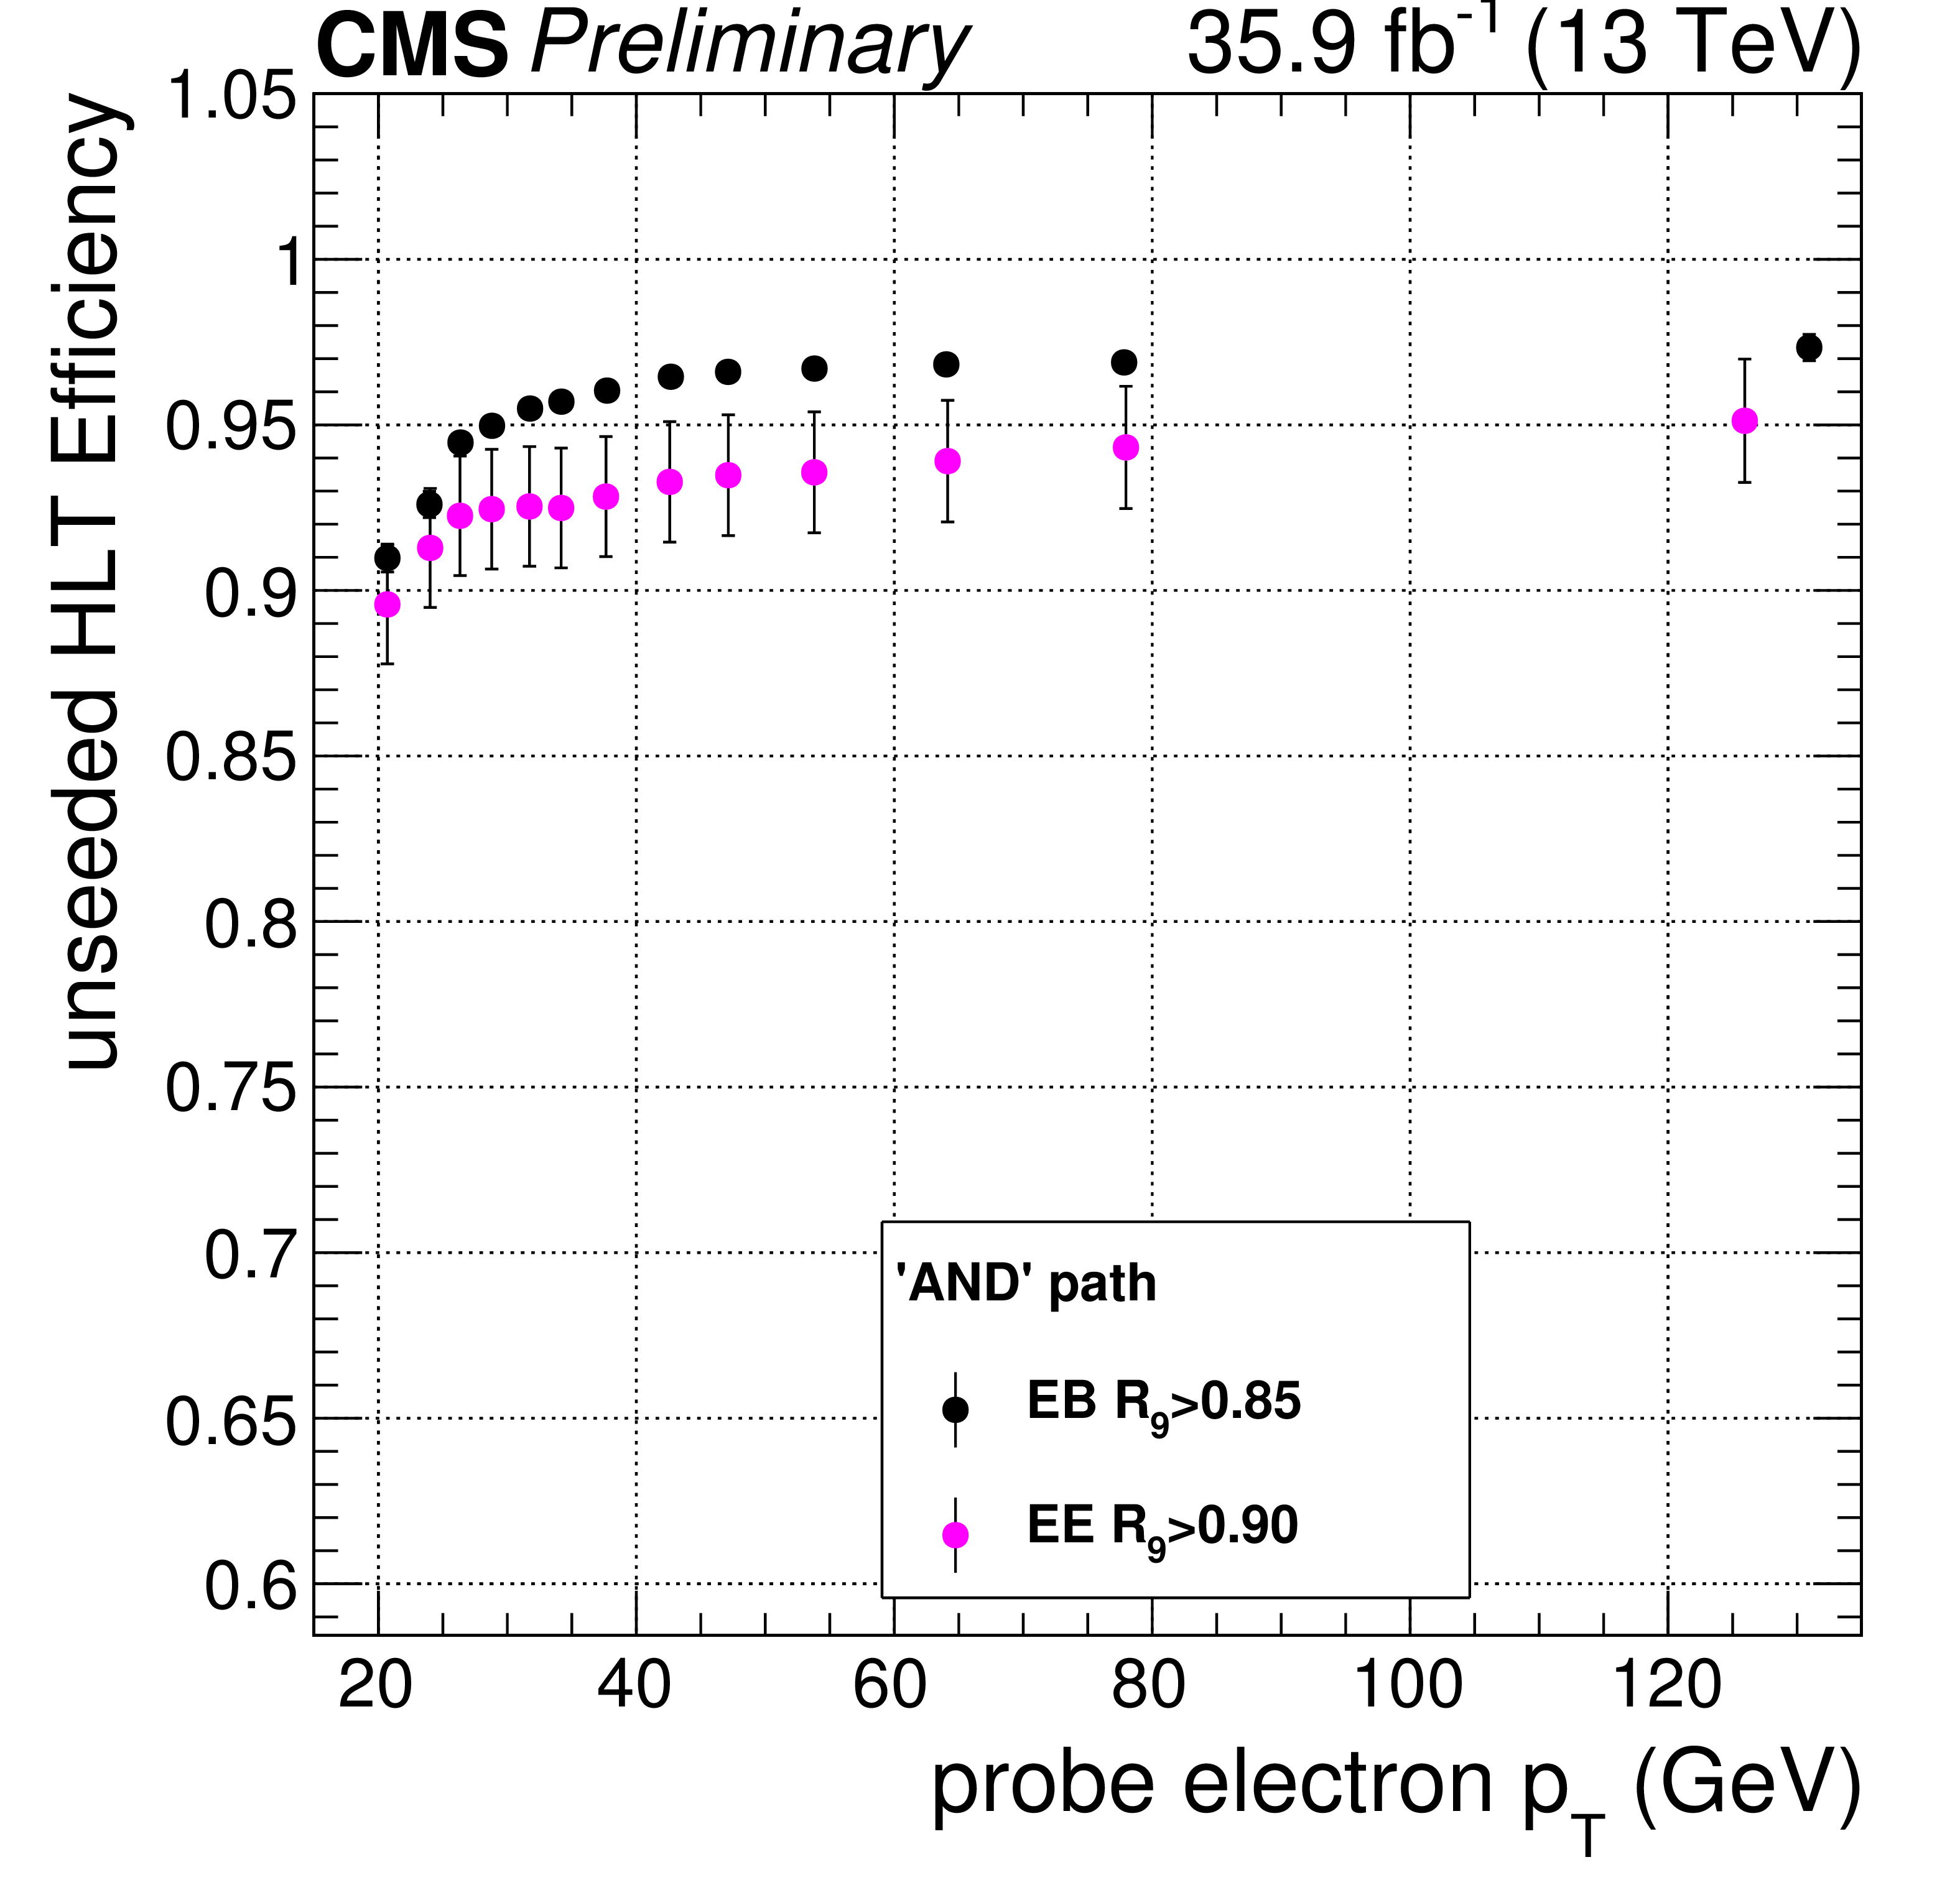 CMS Preliminary 35.9 fb-1 (13 TeV)
unseeded HLT Efficiency
1.05
1
0.95
0.9
0.85
0.8
0.75
0.7
0.65
0.6
'AND' path
EB R9>0.85
EE R9>0.90
20 40 60 80 100 120
probe electron pT (GeV)